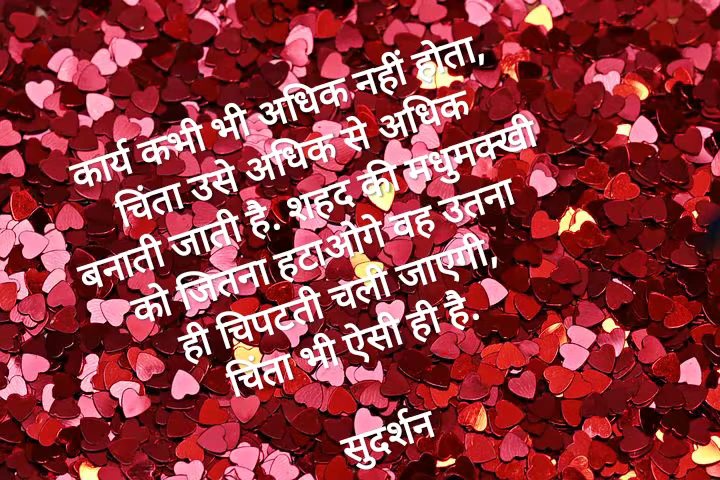 कार्य कभी भी अधिक नहीं होता,
चिंता उसे अधिक से अधिक
बनाती जाती है. शहद की मधुमक्खी
को जितना हटाओगे वह उतना
ही चिपटती चली जाएगी,
चिंता भी ऐसी ही है.
सुदर्शन